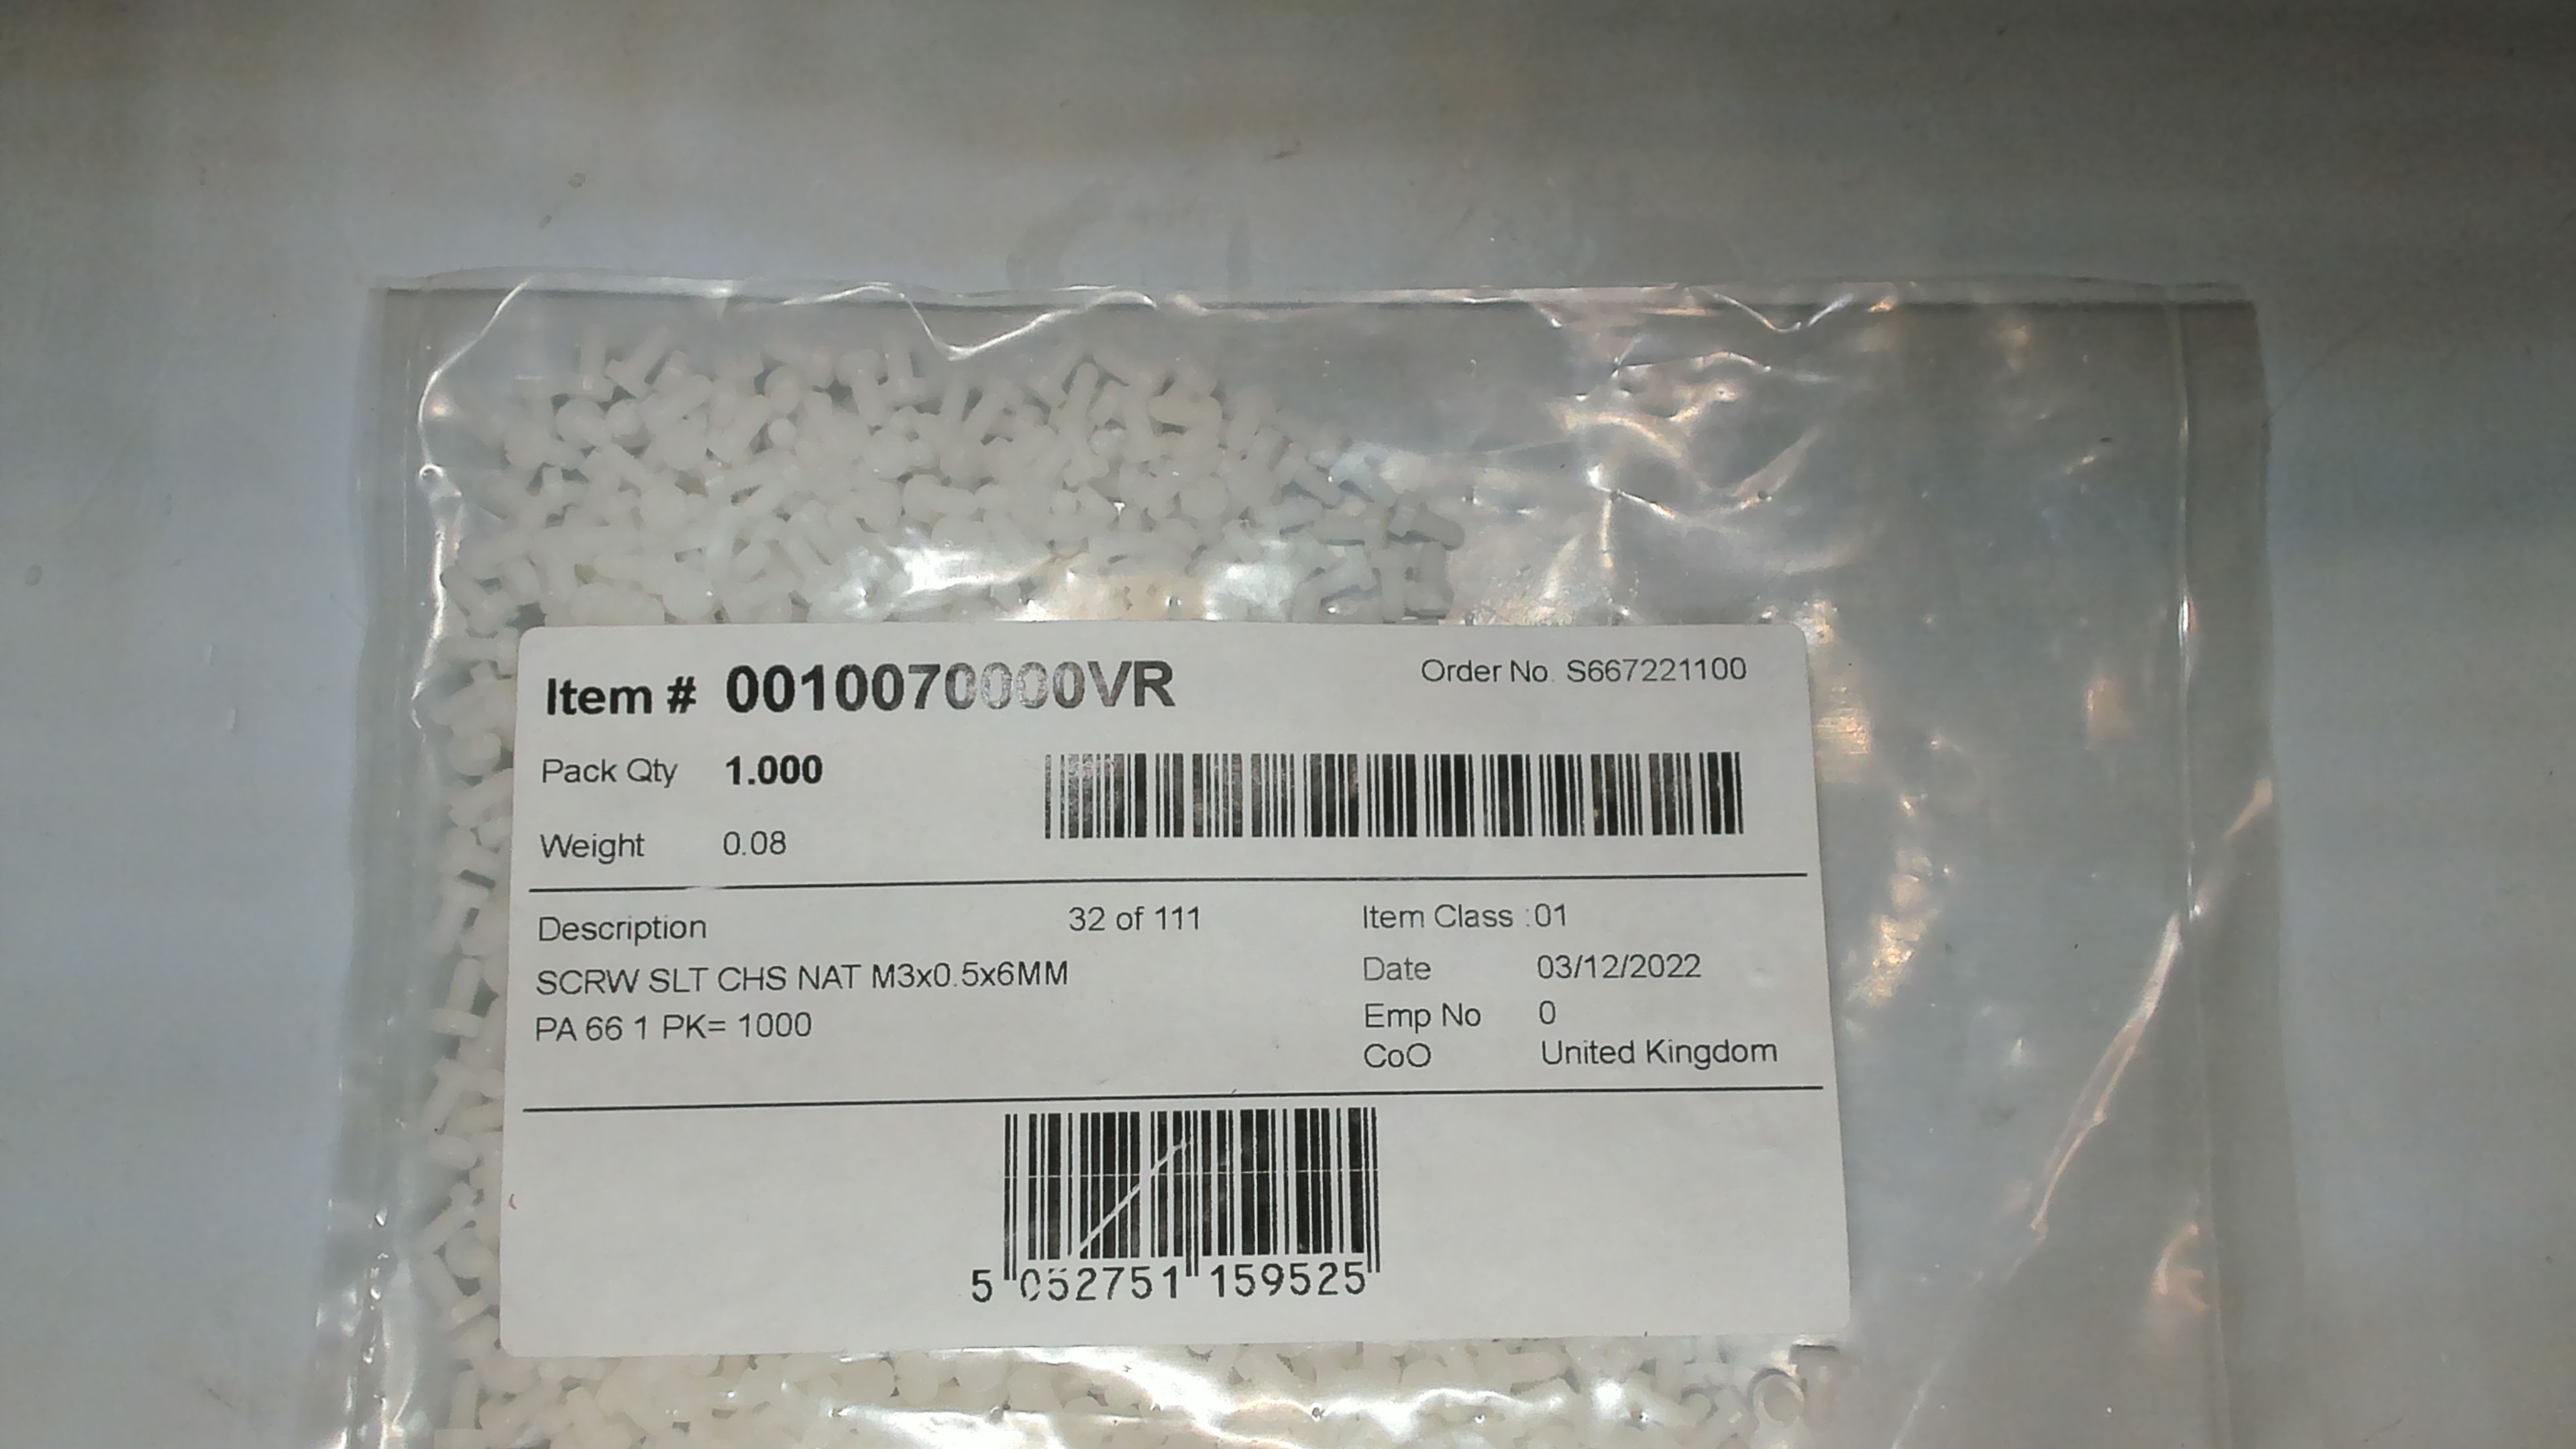 Item # 0010070000VR
Order No. S667221100
Pack Qty 1.000
Weight 0.08
Description 32 of 111
SCRW SLT CHS NAT M3x0.5x6MM
PA 66 1 PK= 1000
Item Class :01
Date 03/12/2022
Emp No 0
CoO United Kingdom
5 052751 159525